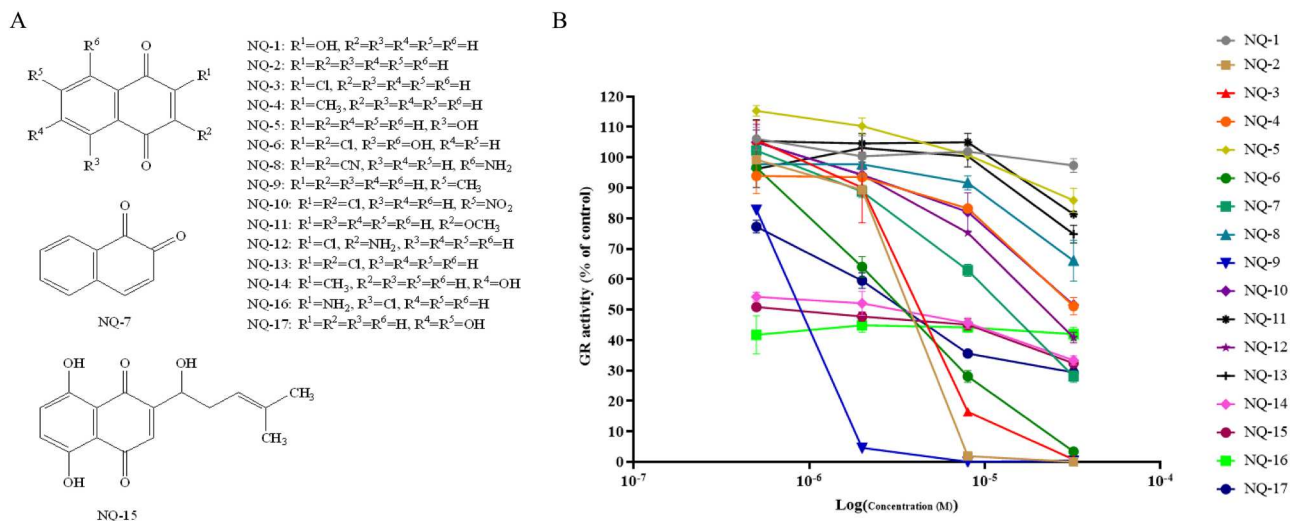 A
R⁶
O
R⁵
R¹
R⁴
R²
R³
O
NQ-1: R¹=OH, R²=R³=R⁴=R⁵=R⁶=H
NQ-2: R¹=R²=R³=R⁴=R⁵=R⁶=H
NQ-3: R¹=Cl, R²=R³=R⁴=R⁵=R⁶=H
NQ-4: R¹=CH₃, R²=R³=R⁴=R⁵=R⁶=H
NQ-5: R¹=R²=R⁴=R⁵=R⁶=H, R³=OH
NQ-6: R¹=R²=Cl, R³=R⁶=OH, R⁴=R⁵=H
NQ-8: R¹=R²=CN, R³=R⁴=R⁵=H, R⁶=NH₂
NQ-9: R¹=R²=R³=R⁴=R⁶=H, R⁵=CH₃
NQ-10: R¹=R²=Cl, R³=R⁴=R⁶=H, R⁵=NO₂
NQ-11: R¹=R³=R⁴=R⁵=R⁶=H, R²=OCH₃
NQ-12: R¹=Cl, R²=NH₂, R³=R⁴=R⁵=R⁶=H
NQ-13: R¹=R²=Cl, R³=R⁴=R⁵=R⁶=H
NQ-14: R¹=CH₃, R²=R³=R⁵=R⁶=H, R⁴=OH
NQ-16: R¹=NH₂, R³=Cl, R⁴=R⁵=R⁶=H
NQ-17: R¹=R²=R³=R⁶=H, R⁴=R⁵=OH
O
O
NQ-7
OH
O
OH
CH₃
CH₃
OH
O
NQ-15
B
GR activity (% of control)
120
110
100
90
80
70
60
50
40
30
20
10
0
10⁻⁷
10⁻⁶
10⁻⁵
10⁻⁴
Log(Concentration (M))
NQ-1
NQ-2
NQ-3
NQ-4
NQ-5
NQ-6
NQ-7
NQ-8
NQ-9
NQ-10
NQ-11
NQ-12
NQ-13
NQ-14
NQ-15
NQ-16
NQ-17